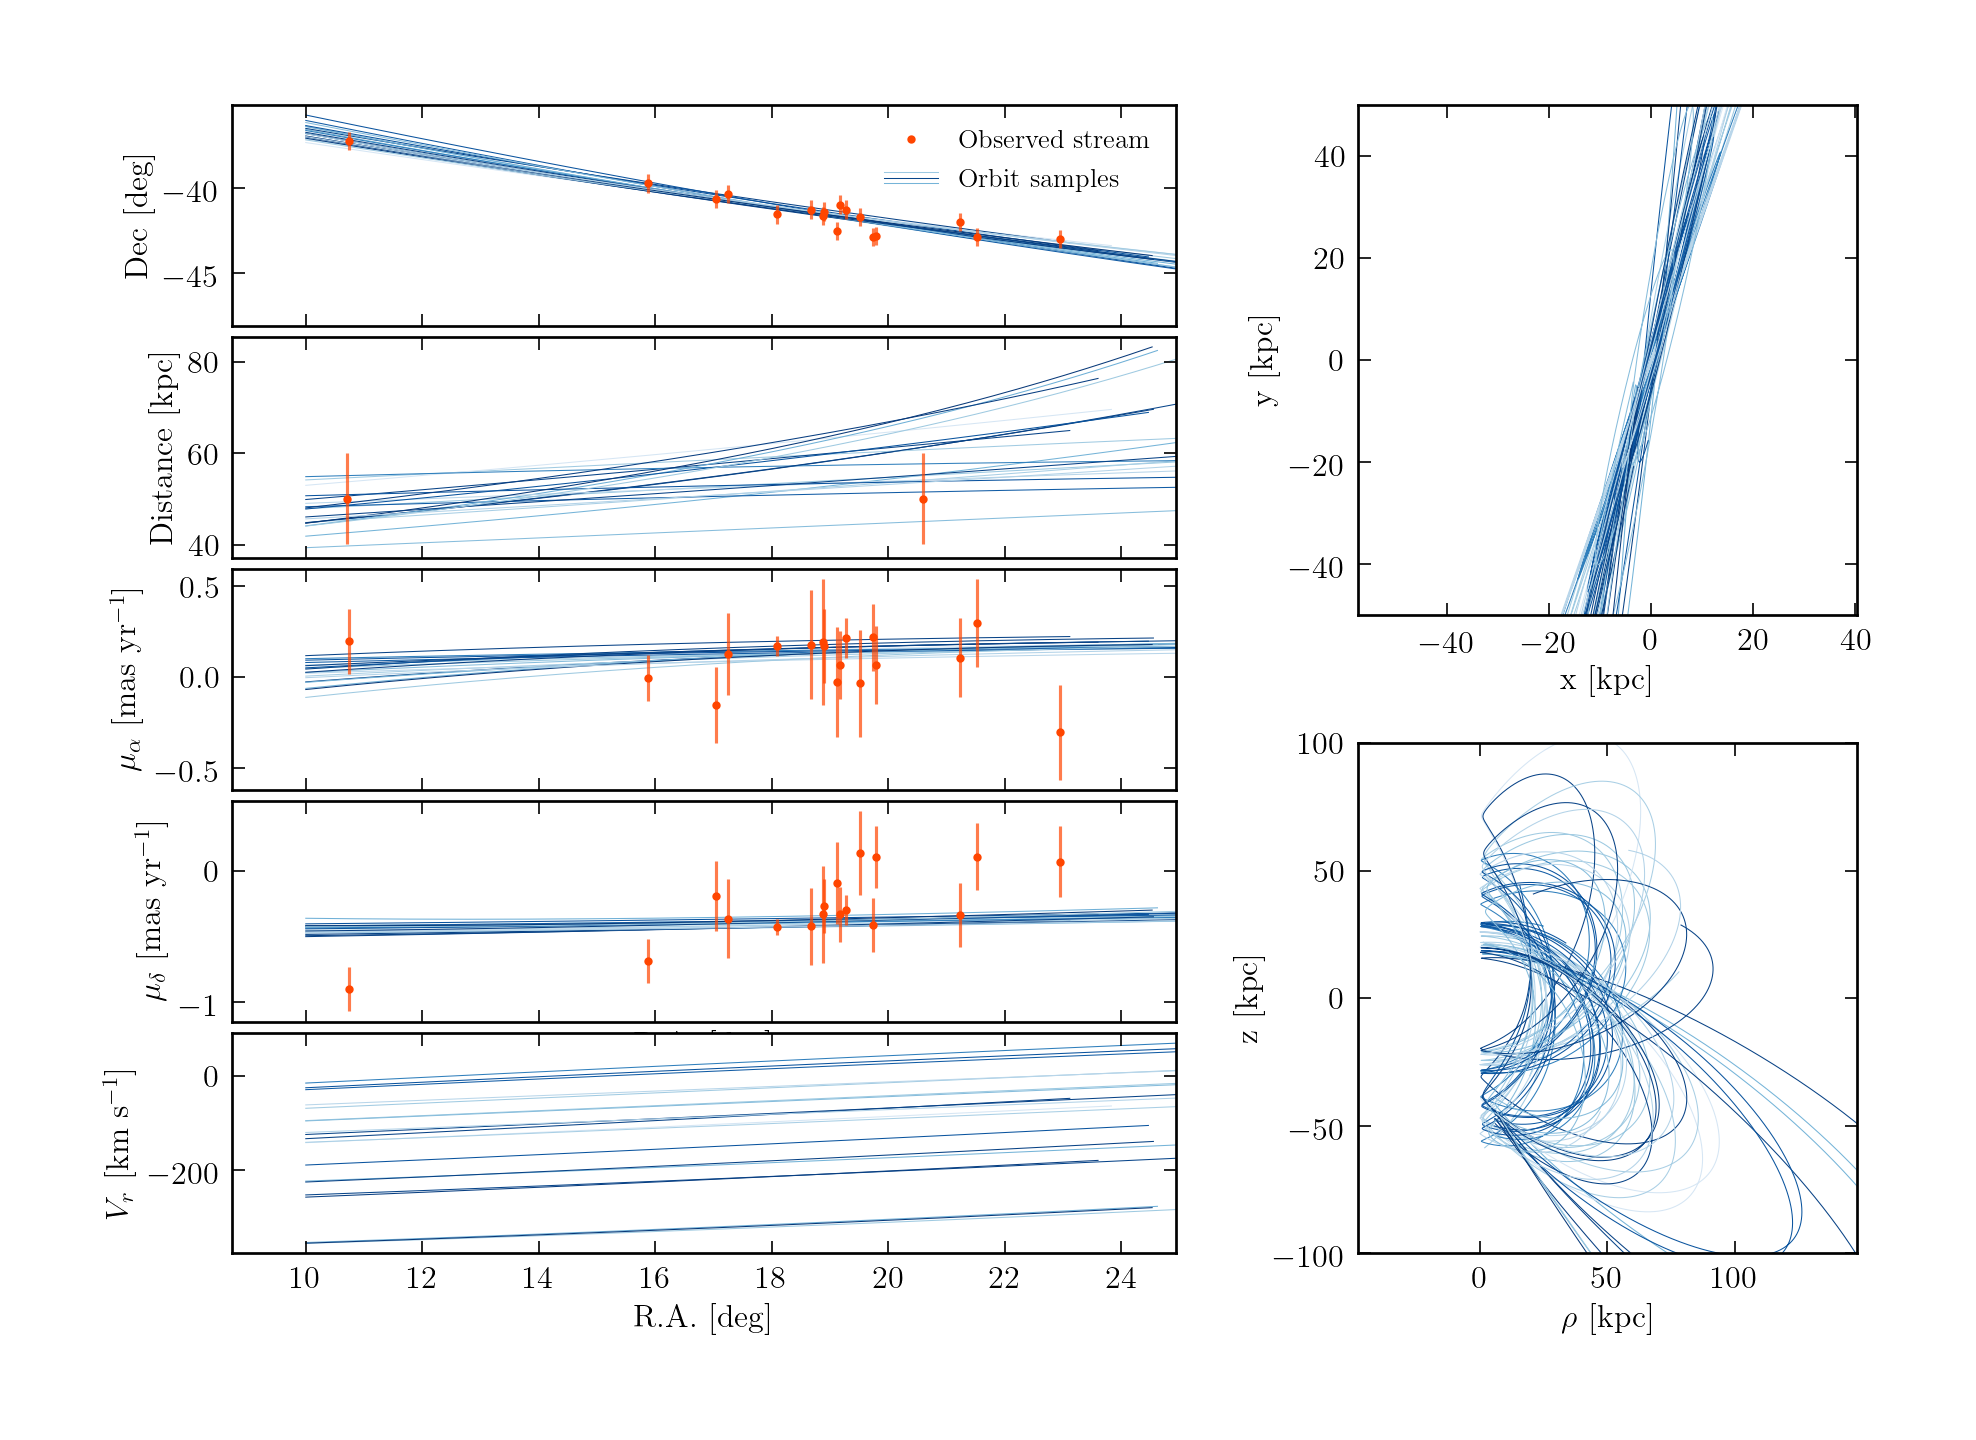 Dec [deg]
−40
−45
Observed stream
Orbit samples
Distance [kpc]
80
60
40
μα [mas yr−1]
0.5
0.0
−0.5
μδ [mas yr−1]
0
−1
Vr [km s−1]
0
−200
10 12 14 16 18 20 22 24
R.A. [deg]
y [kpc]
40
20
0
−20
−40
−40 −20 0 20 40
x [kpc]
z [kpc]
100
50
0
−50
−100
0 50 100
ρ [kpc]